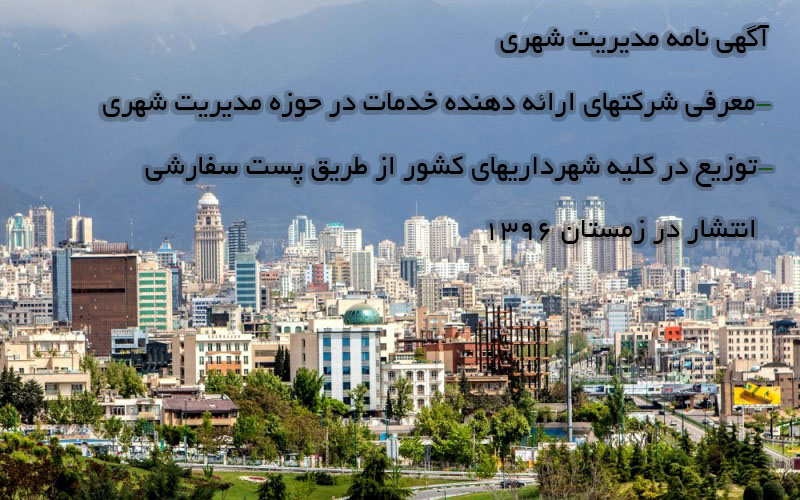 آگهی نامه مدیریت شهری
-معرفی شرکتهای ارائه دهنده خدمات در حوزه مدیریت شهری
-توزیع در کلیه شهرداریهای کشور از طریق پست سفارشی
انتشار در زمستان ۱۳۹۶